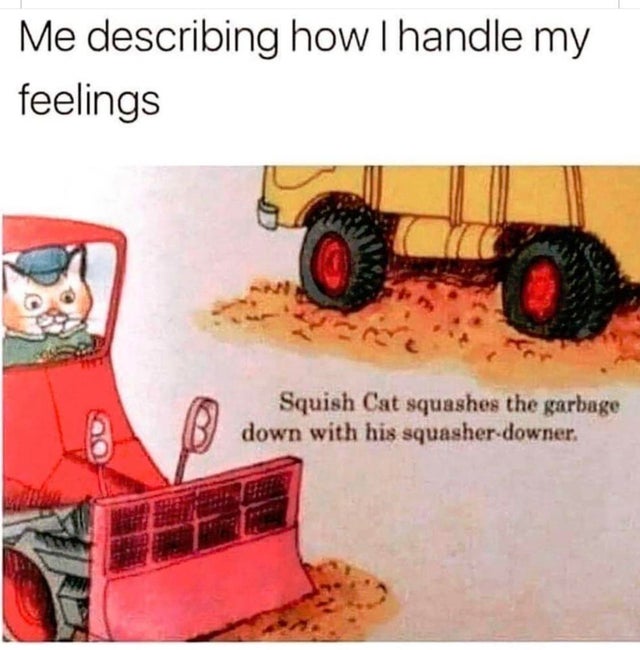 Me describing how I handle my
feelings
Squish Cat squashes the garbage
down with his squasher-downer.